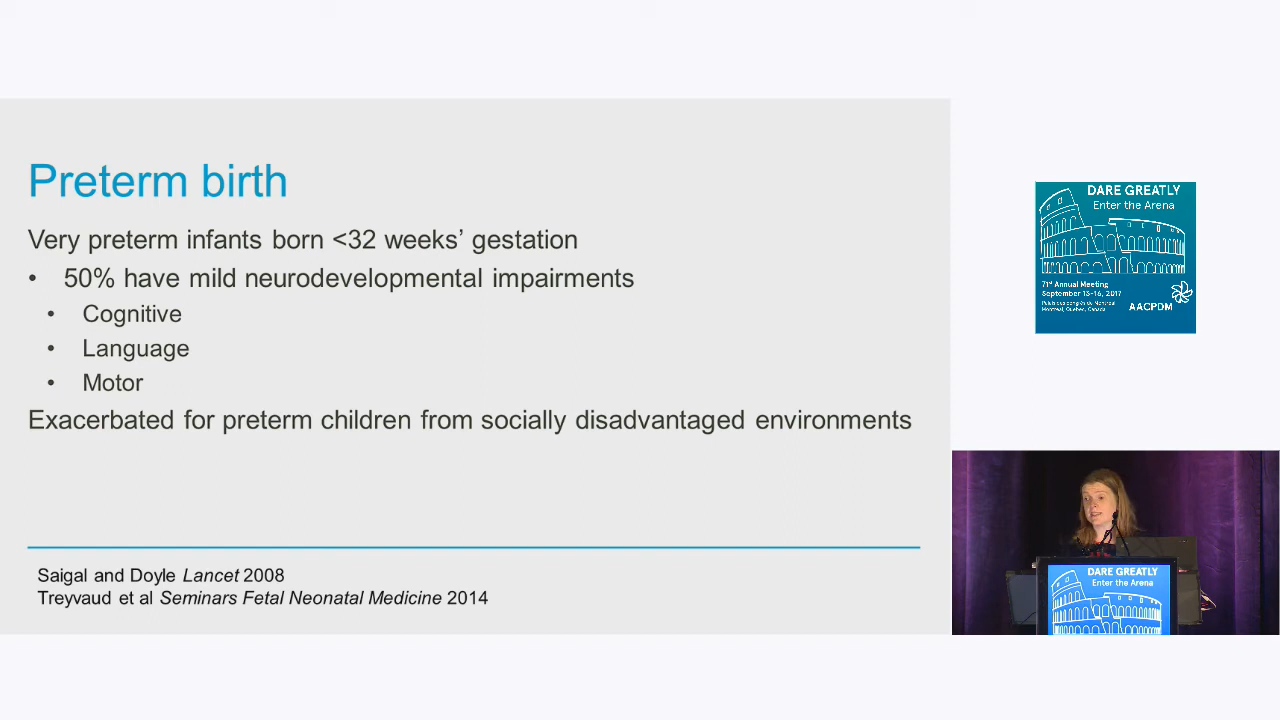 Preterm birth
Very preterm infants born <32 weeks’ gestation
• 50% have mild neurodevelopmental impairments
• Cognitive
• Language
• Motor
Exacerbated for preterm children from socially disadvantaged environments
Saigal and Doyle Lancet 2008
Treyvaud et al Seminars Fetal Neonatal Medicine 2014
DARE GREATLY
Enter the Arena
71st Annual Meeting
September 13-16, 2017
Palais des congrès de Montréal
Montreal, Quebec, Canada
AACPDM
DARE GREATLY
Enter the Arena